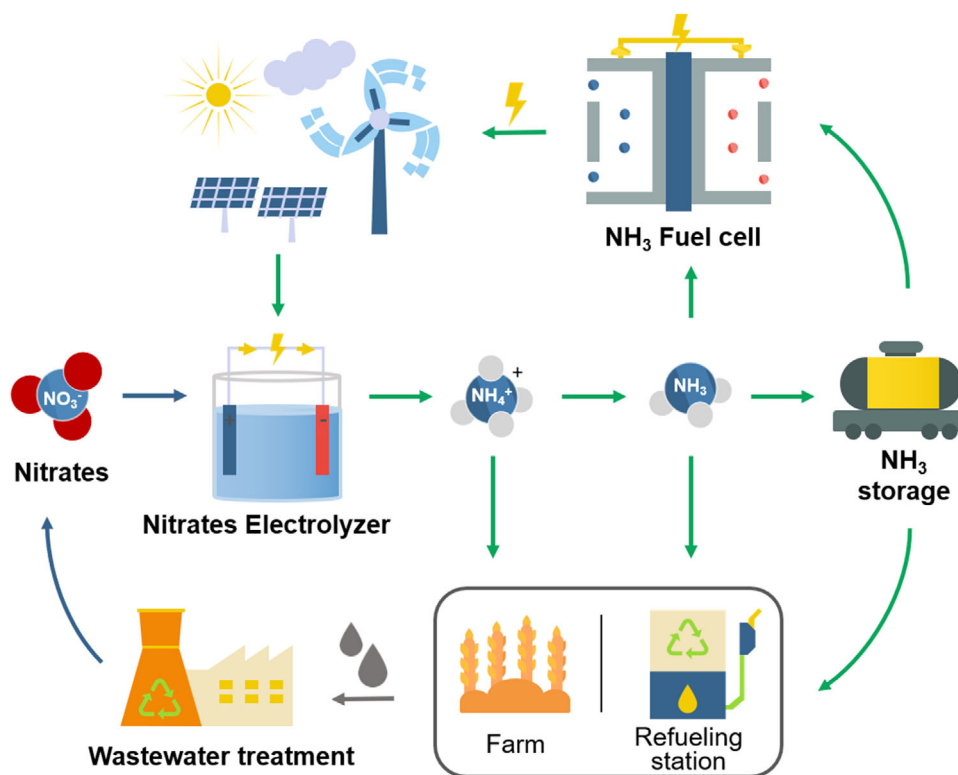 NH₃ Fuel cell
NO₃⁻
+
-
NH₄⁺
+
NH₃
Nitrates
Nitrates Electrolyzer
NH₃
storage
Wastewater treatment
Farm
Refueling
station